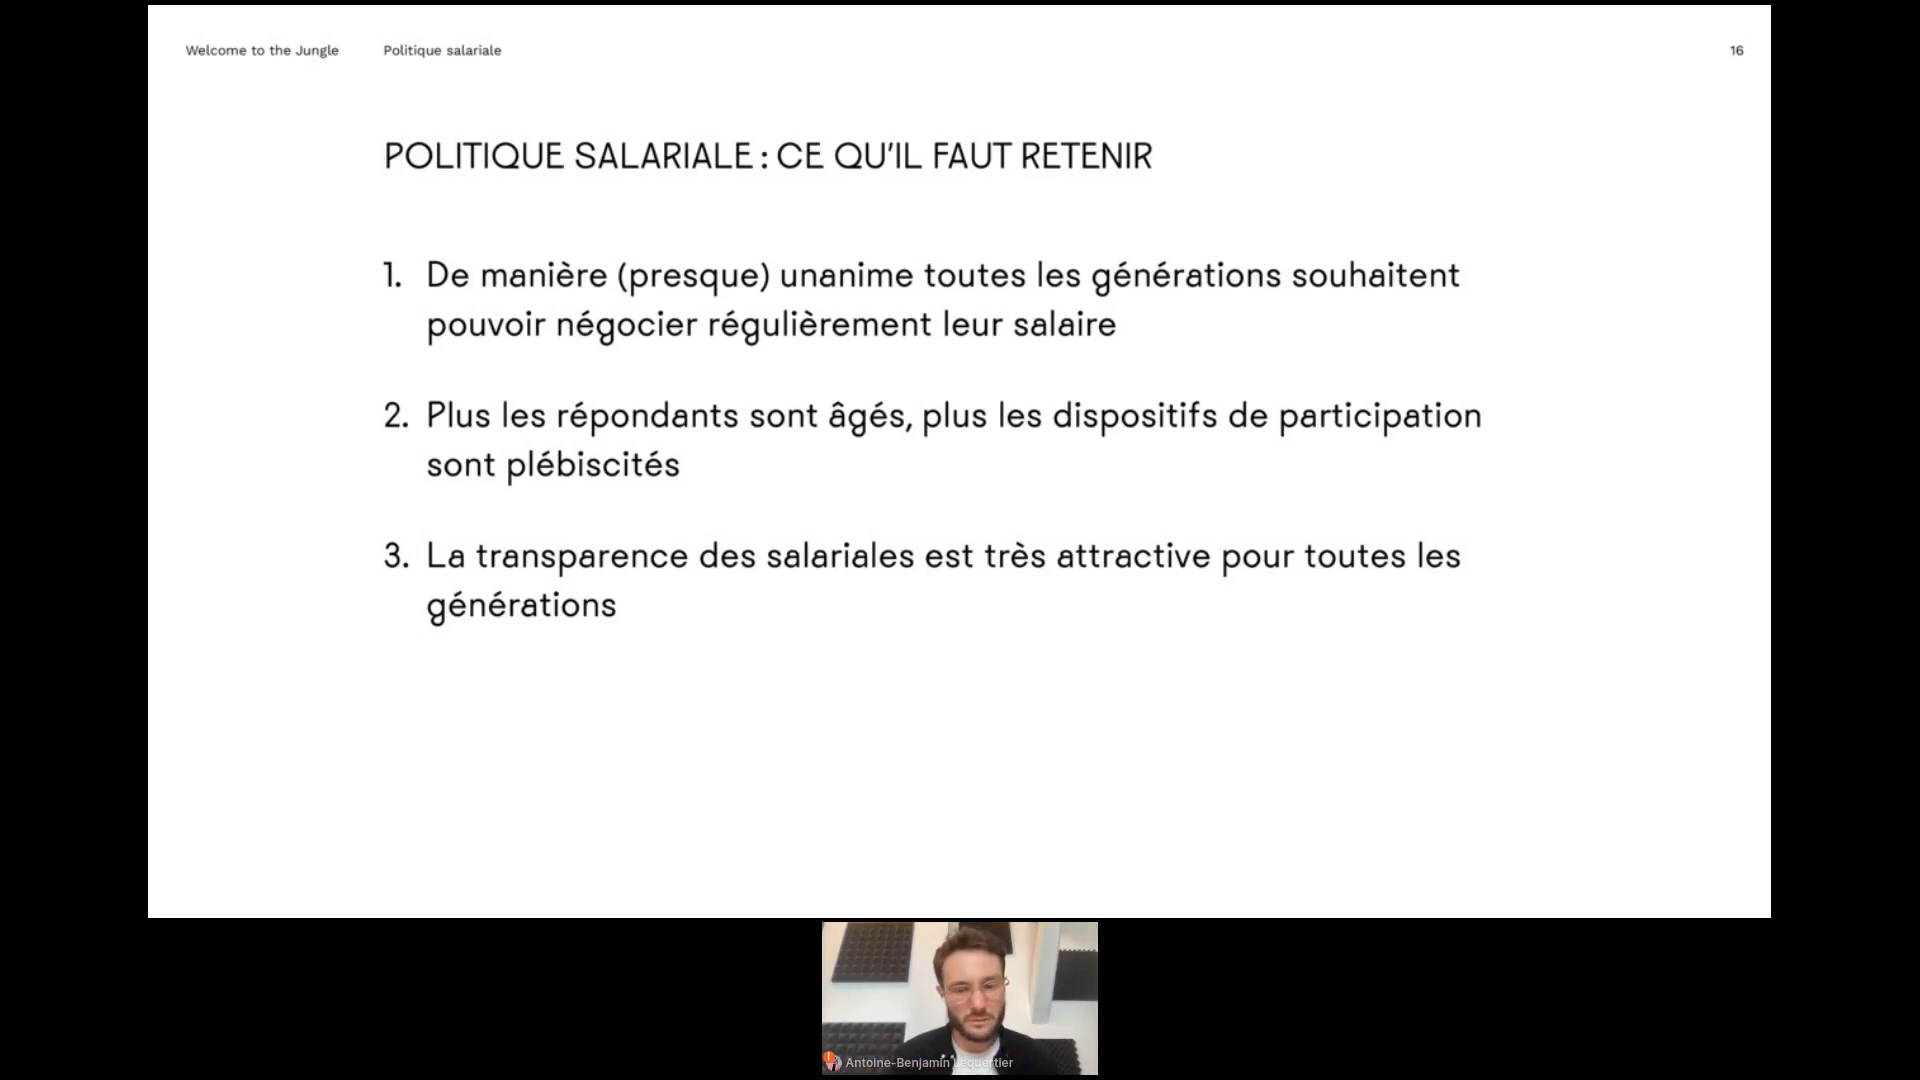 Welcome to the Jungle Politique salariale 16
POLITIQUE SALARIALE : CE QU'IL FAUT RETENIR
1. De manière (presque) unanime toutes les générations souhaitent
pouvoir négocier régulièrement leur salaire
2. Plus les répondants sont âgés, plus les dispositifs de participation
sont plébiscités
3. La transparence des salariales est très attractive pour toutes les
générations
Antoine-Benjamin Lequertier